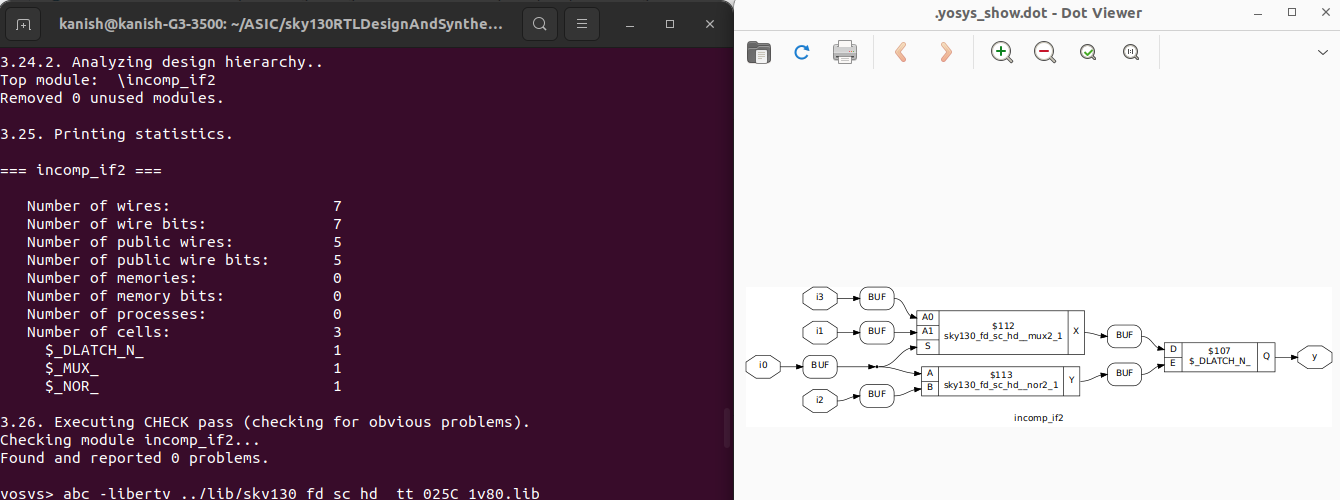 kanish@kanish-G3-3500: ~/ASIC/sky130RTLDesignAndSynthe...
3.24.2. Analyzing design hierarchy..
Top module:  \incomp_if2
Removed 0 unused modules.
3.25. Printing statistics.
=== incomp_if2 ===
Number of wires: 7
Number of wire bits: 7
Number of public wires: 5
Number of public wire bits: 5
Number of memories: 0
Number of memory bits: 0
Number of processes: 0
Number of cells: 3
$_DLATCH_N_ 1
$_MUX_ 1
$_NOR_ 1
3.26. Executing CHECK pass (checking for obvious problems).
Checking module incomp_if2...
Found and reported 0 problems.
yosys> abc -liberty ../lib/sky130_fd_sc_hd__tt_025C_1v80.lib
.yosys_show.dot - Dot Viewer
i3
BUF
i1
BUF
i0
BUF
i2
BUF
A0
A1
S
$112
sky130_fd_sc_hd__mux2_1
X
A
B
$113
sky130_fd_sc_hd__nor2_1
Y
BUF
BUF
D
E
$107
$_DLATCH_N_
Q
y
incomp_if2